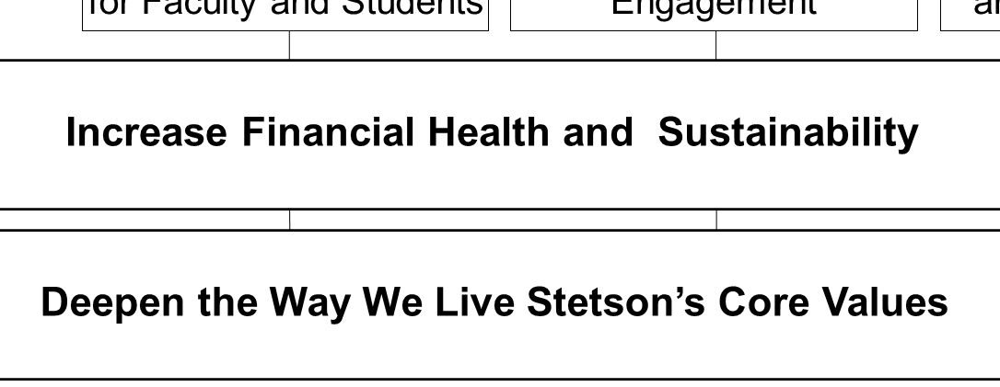 for Faculty and Students
Engagement
Increase Financial Health and  Sustainability
Deepen the Way We Live Stetson’s Core Values